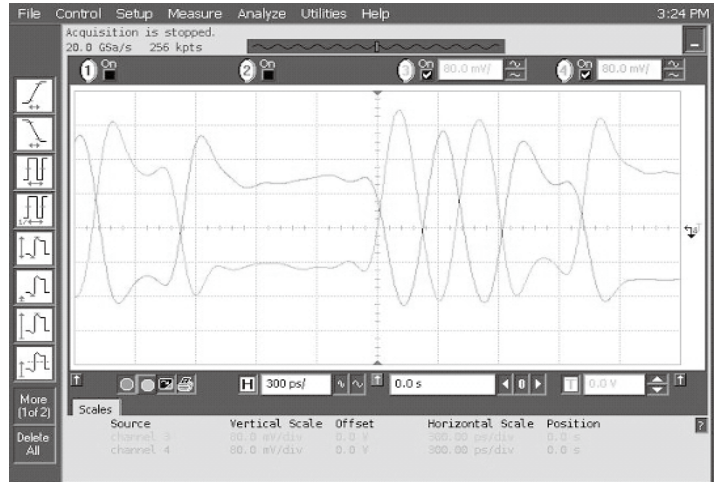 File Control Setup Measure Analyze Utilities Help 3:24 PM
Acquisition is stopped.
20.0 GSa/s 256 kpts
1 On 2 On 3 On 80.0 mV/ 4 On 80.0 mV/
H 300 ps/ 0.0 s 0 T 0.0 V
More
(1of 2)
Delete
All
Scales
Source Vertical Scale Offset Horizontal Scale Position
channel 3 80.0 mV/div 0.0 V 300.00 ps/div 0.0 s
channel 4 80.0 mV/div 0.0 V 300.00 ps/div 0.0 s
?